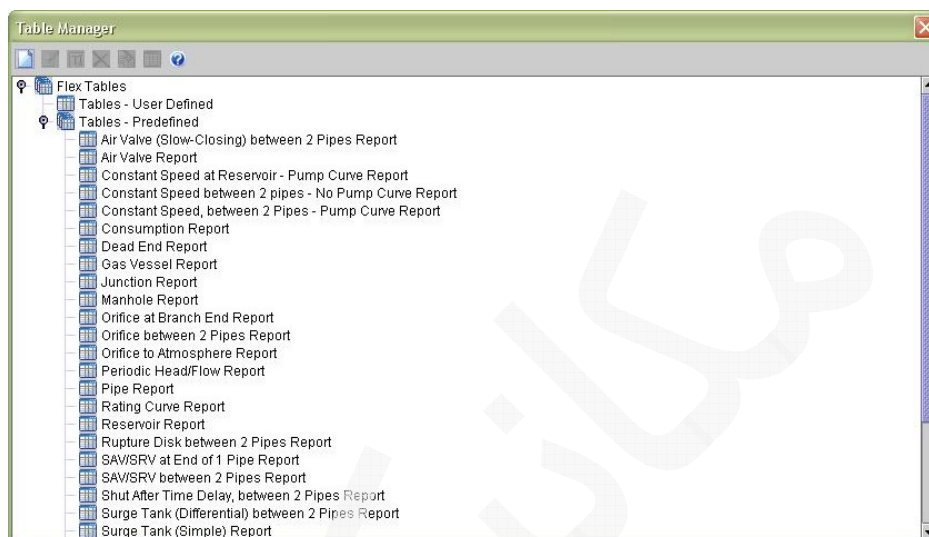 Table Manager
Flex Tables
Tables - User Defined
Tables - Predefined
Air Valve (Slow-Closing) between 2 Pipes Report
Air Valve Report
Constant Speed at Reservoir - Pump Curve Report
Constant Speed between 2 pipes - No Pump Curve Report
Constant Speed, between 2 Pipes - Pump Curve Report
Consumption Report
Dead End Report
Gas Vessel Report
Junction Report
Manhole Report
Orifice at Branch End Report
Orifice between 2 Pipes Report
Orifice to Atmosphere Report
Periodic Head/Flow Report
Pipe Report
Rating Curve Report
Reservoir Report
Rupture Disk between 2 Pipes Report
SAV/SRV at End of 1 Pipe Report
SAV/SRV between 2 Pipes Report
Shut After Time Delay, between 2 Pipes Report
Surge Tank (Differential) between 2 Pipes Report
Surge Tank (Simple) Report